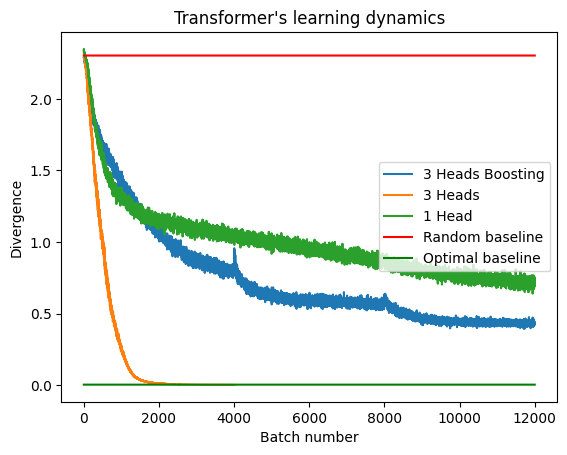 Transformer's learning dynamics
Divergence
2.0
1.5
1.0
0.5
0.0
3 Heads Boosting
3 Heads
1 Head
Random baseline
Optimal baseline
0
2000
4000
6000
8000
10000
12000
Batch number